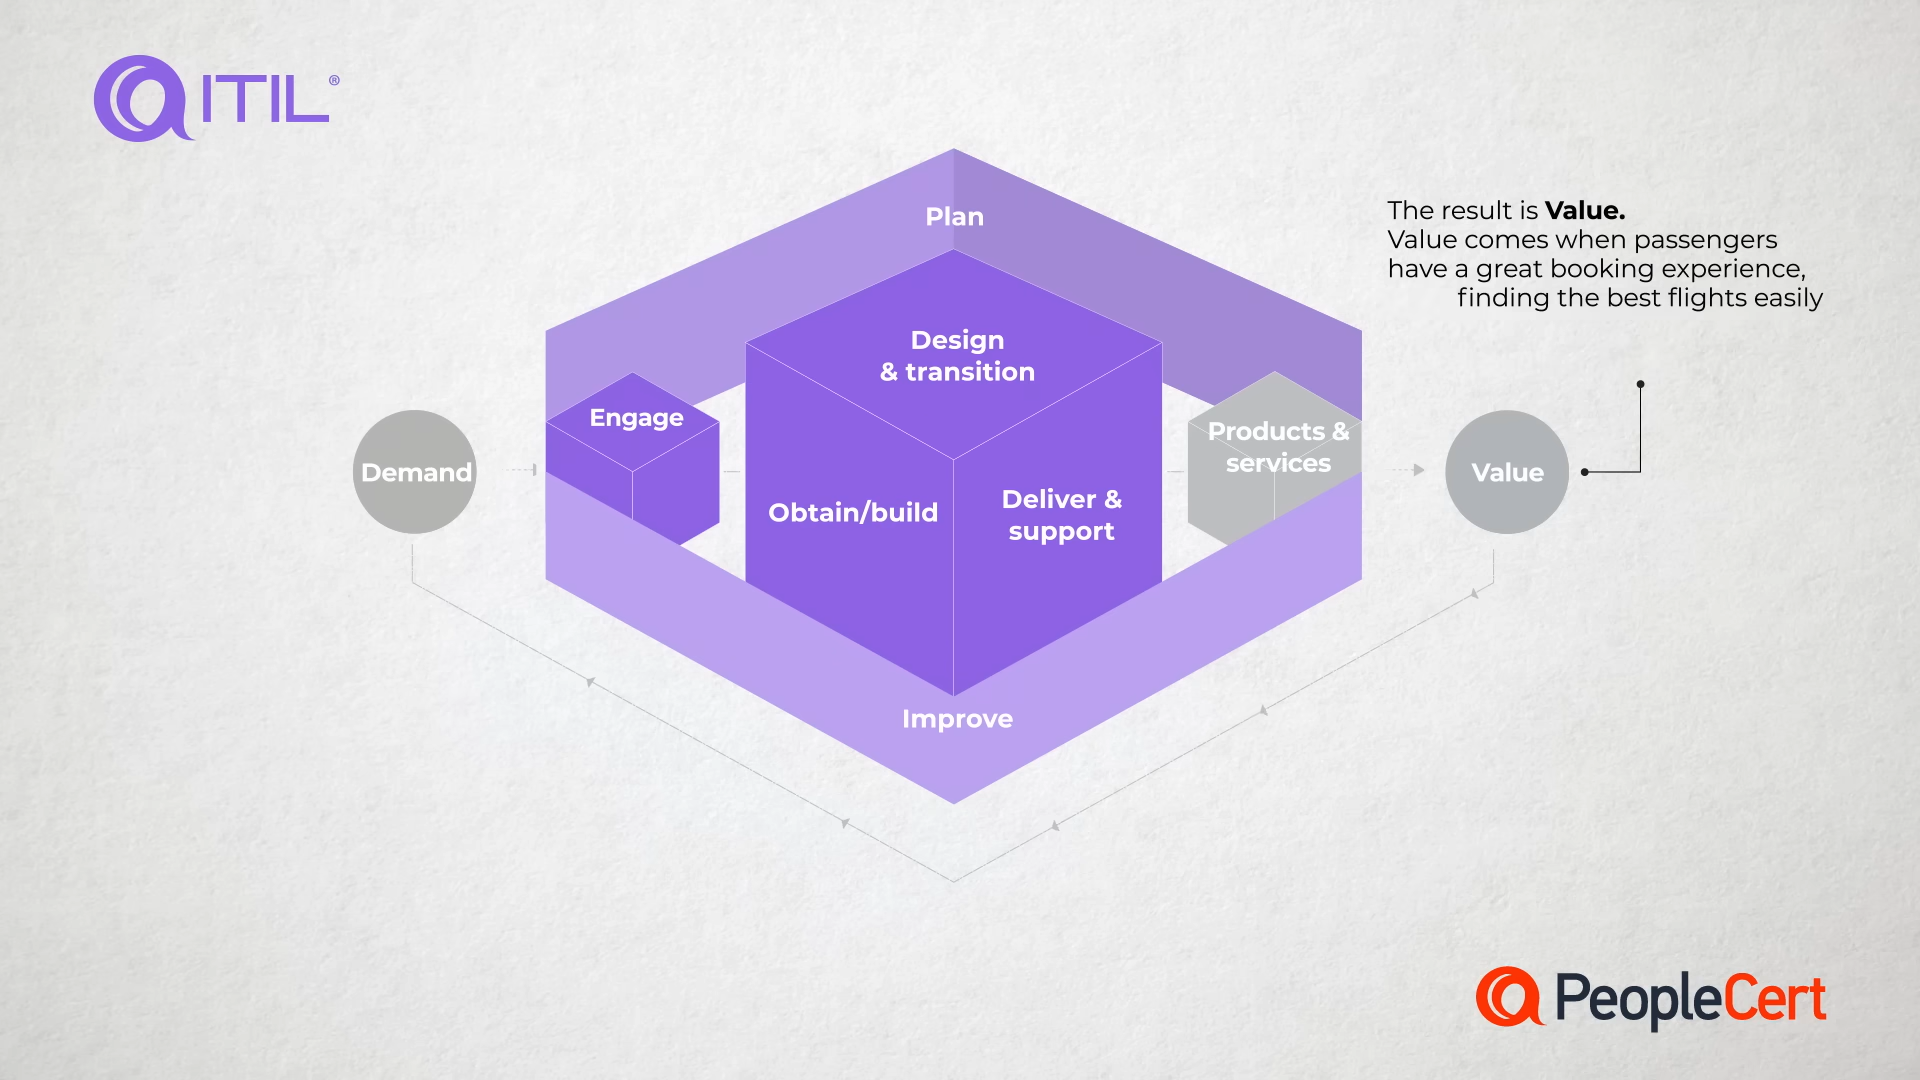 ITIL®
Plan
The result is Value.
Value comes when passengers
have a great booking experience,
finding the best flights easily
Design
& transition
Engage
Products &
services
Demand
Value
Obtain/build
Deliver &
support
Improve
PeopleCert